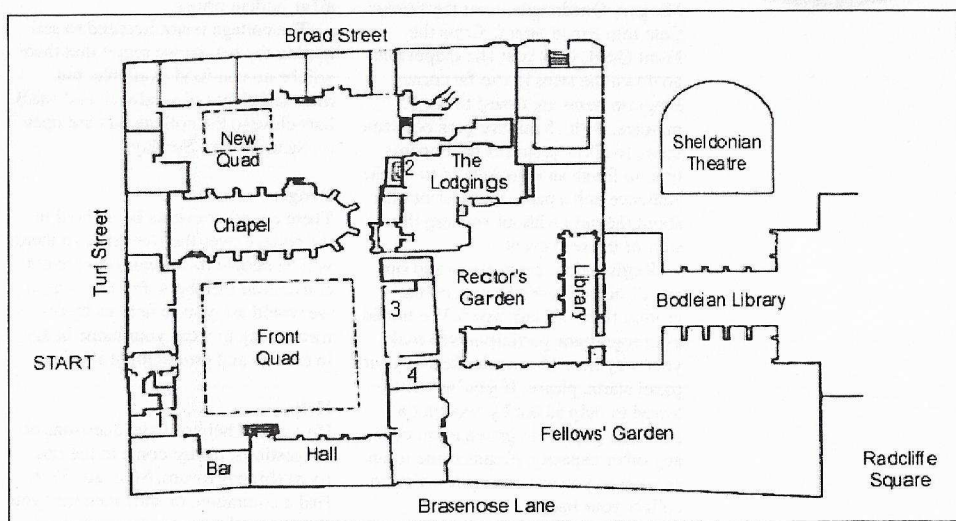 Broad Street
New
Quad
2
The
Lodgings
Sheldonian
Theatre
Turl Street
Chapel
1
Rector's
Garden
Library
Bodleian Library
3
Front
Quad
START
4
Fellows' Garden
Bar
Hall
Radcliffe
Square
Brasenose Lane